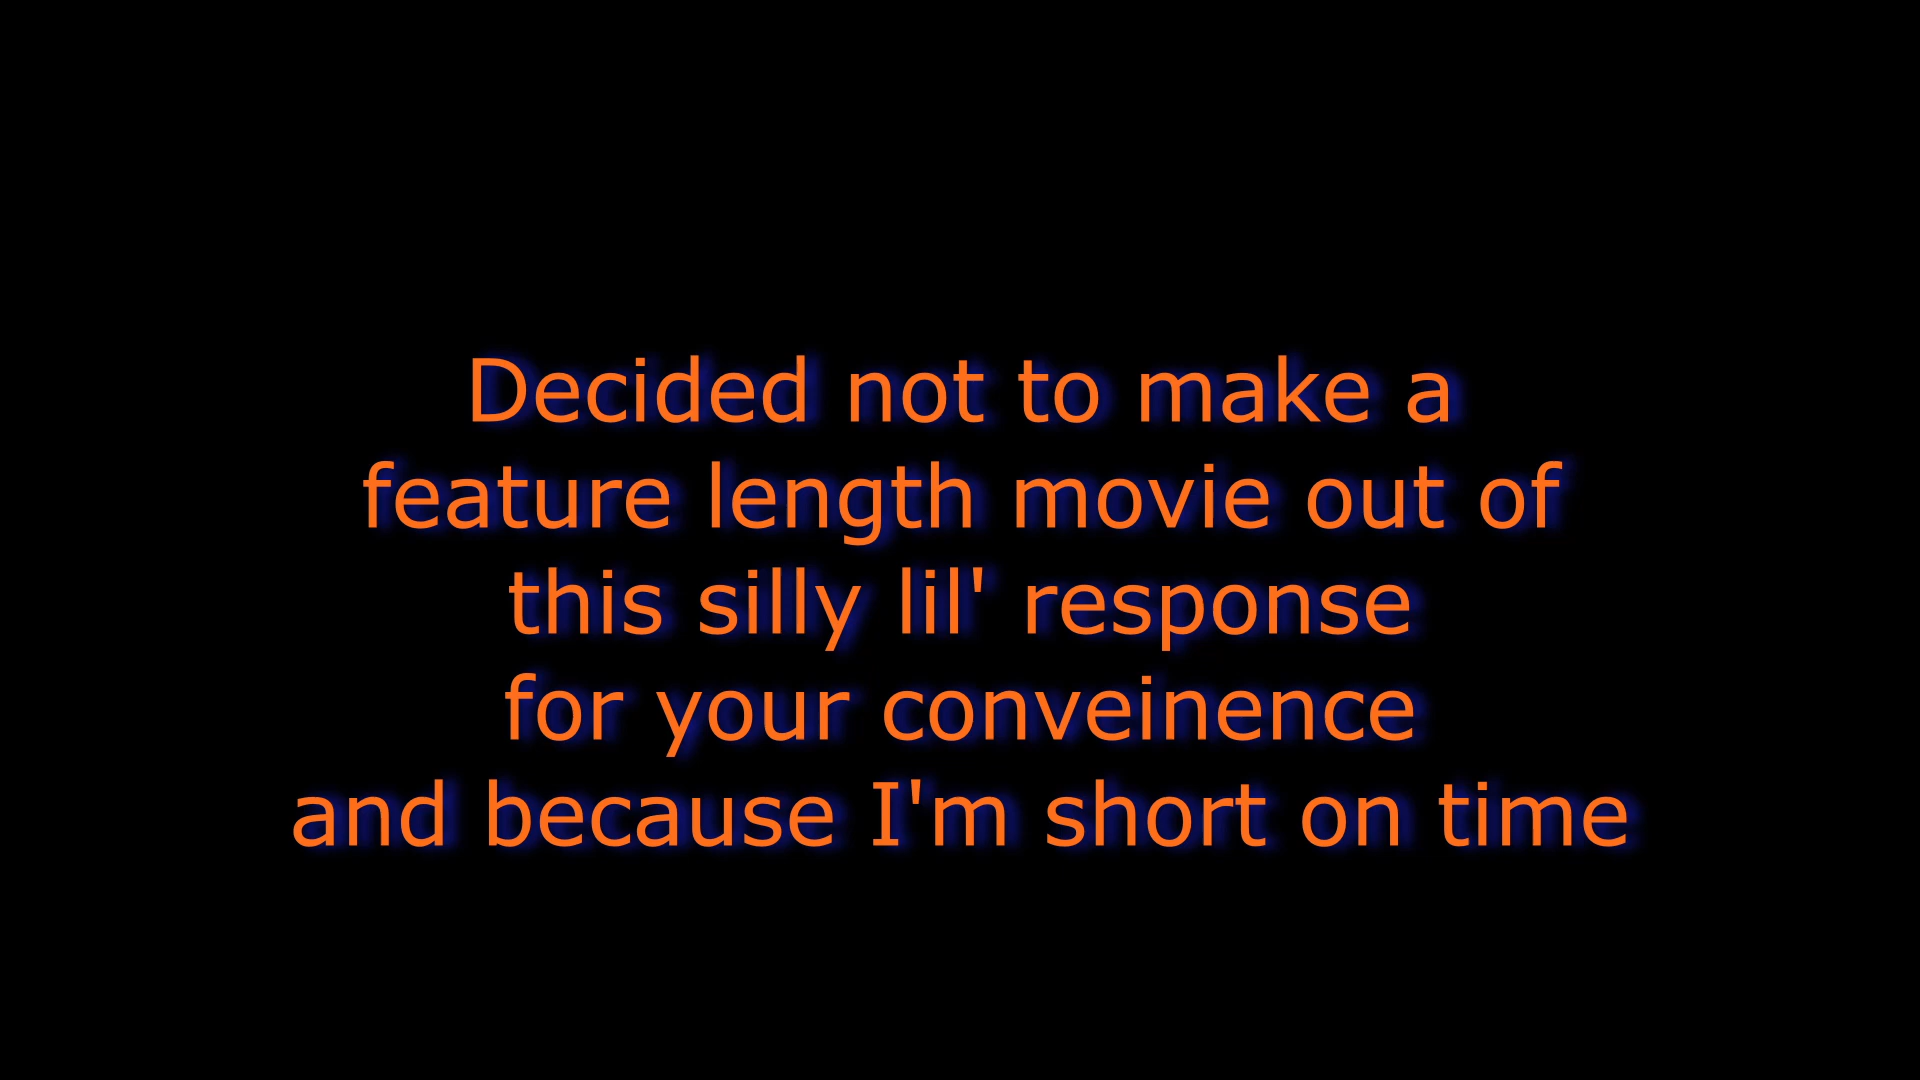 Decided not to make a
feature length movie out of
this silly lil' response
for your conveinence
and because I'm short on time